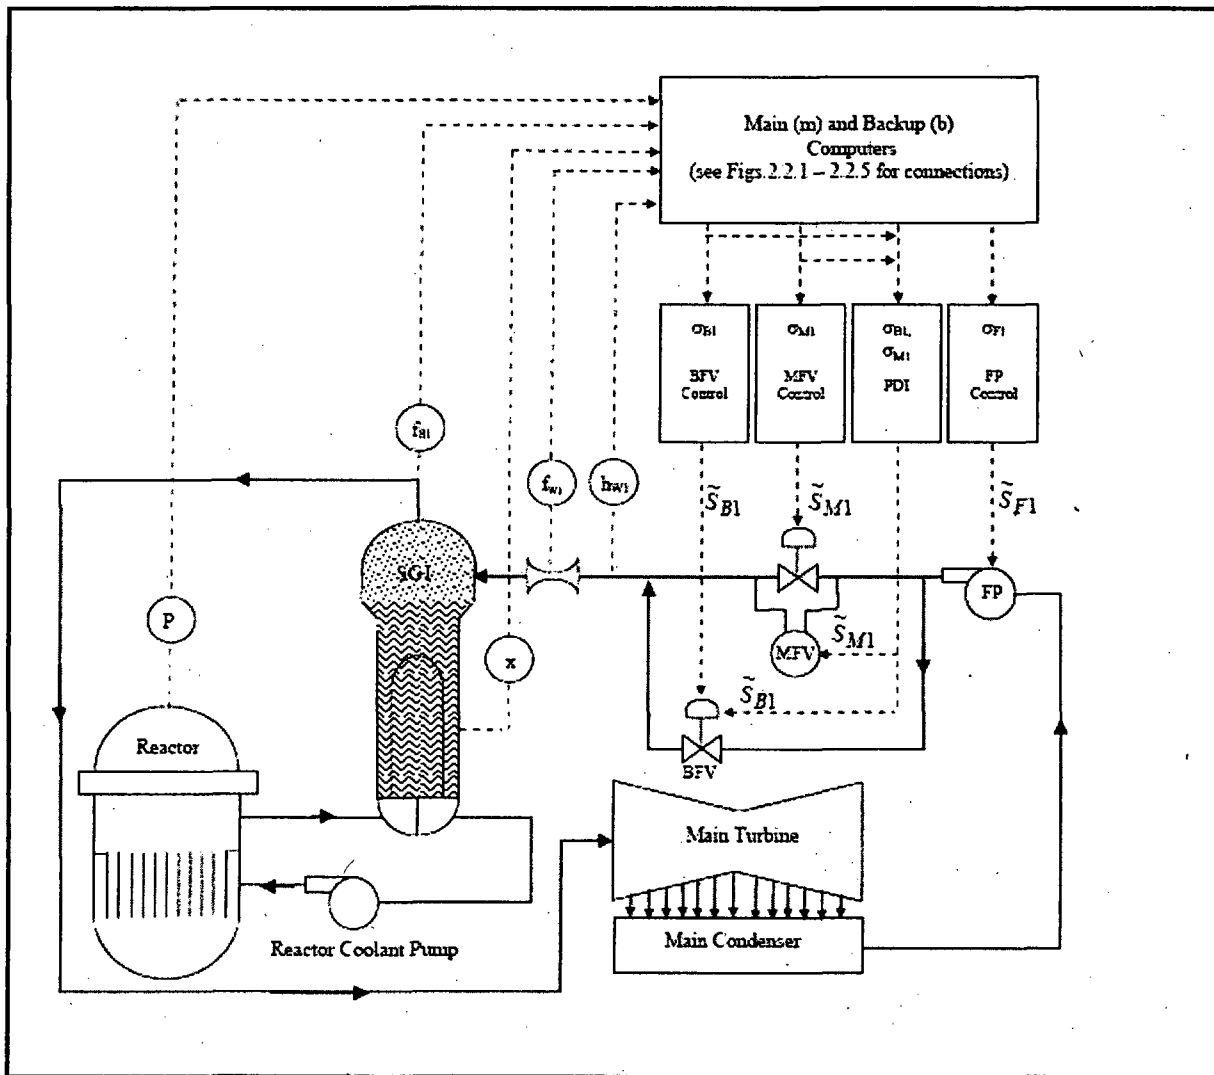 Main (m) and Backup (b)
Computers
(see Figs.2.2.1 – 2.2.5 for connections)
σB1
BFV
Control
σM1
MFV
Control
σB1,
σM1
PDI
σF1
FP
Control
fB1
fw1
hw1
S̃B1
S̃M1
S̃F1
SG1
FP
P
x
S̃M1
MFV
S̃B1
BFV
Reactor
Main Turbine
Main Condenser
Reactor Coolant Pump